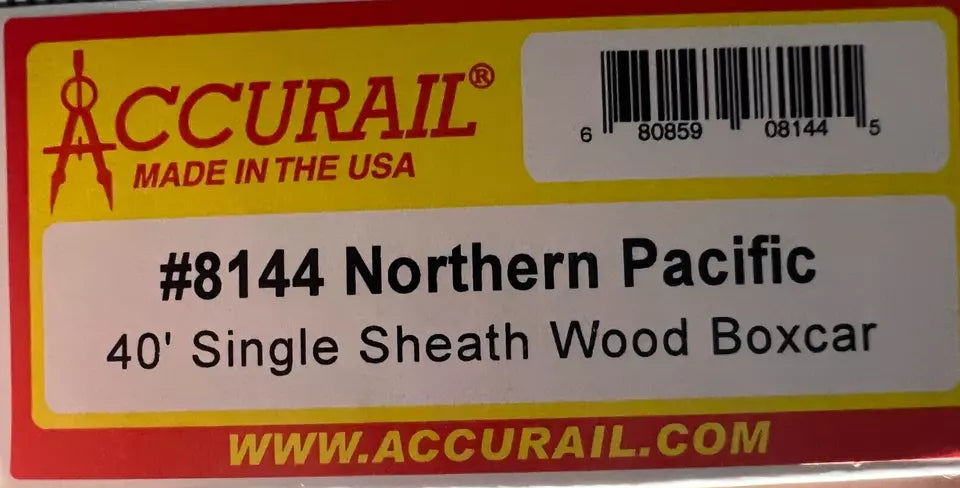 ACCURAIL®
MADE IN THE USA
6 80859 08144 5
#8144 Northern Pacific
40' Single Sheath Wood Boxcar
WWW.ACCURAIL.COM